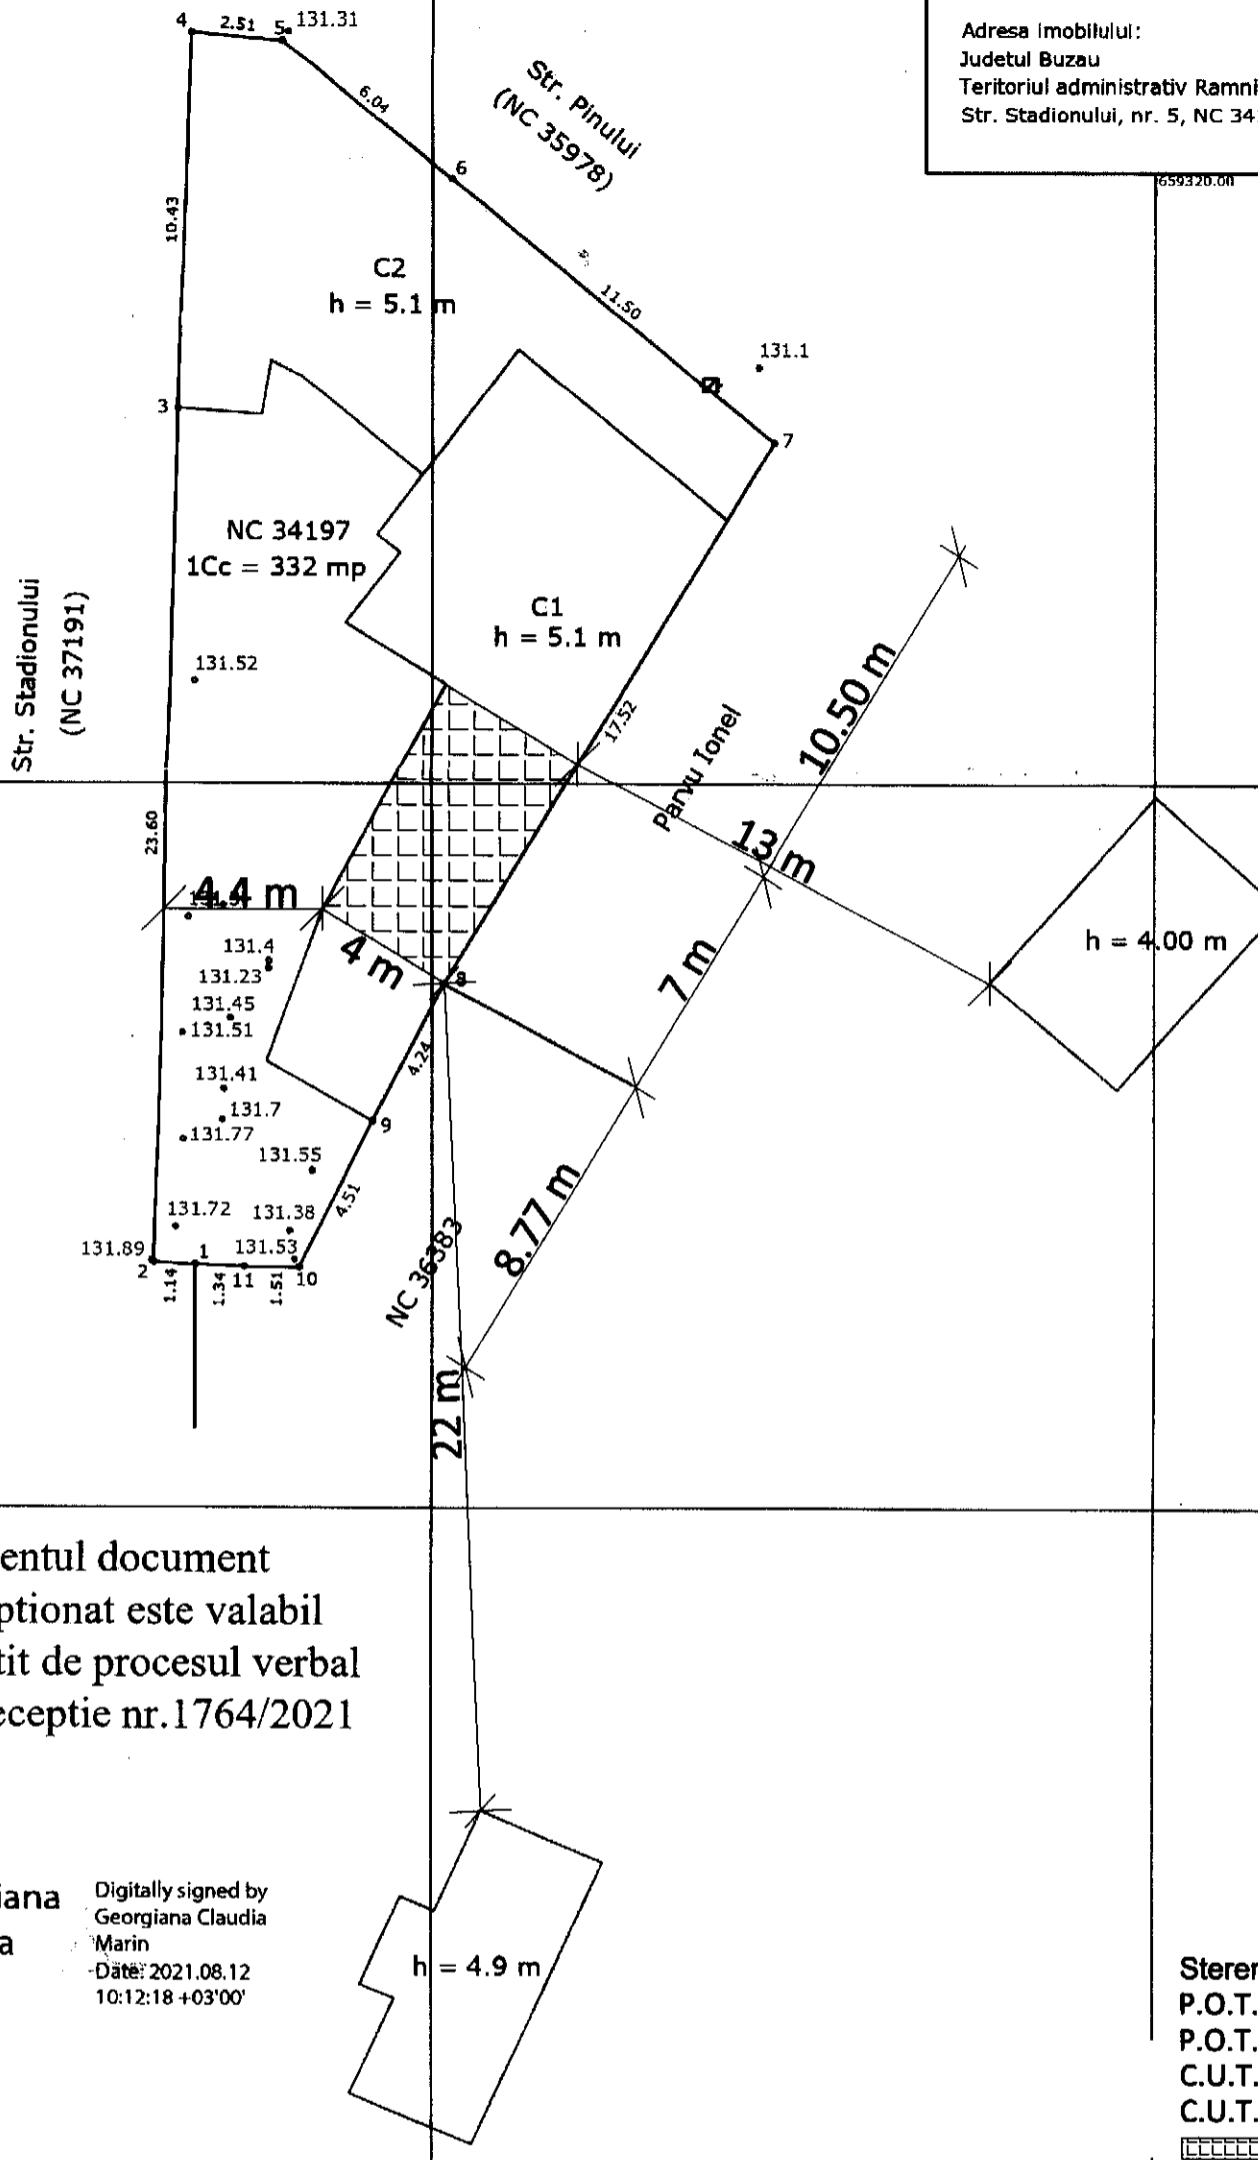 4
2.51
5
131.31
6.04
Str. Pinului
(NC 35978)
6
10.43
Adresa imobilului:
Judetul Buzau
Teritoriul administrativ Ramni
Str. Stadionului, nr. 5, NC 34
659320.00
C2
h = 5.1 m
11.50
131.1
3
7
NC 34197
1Cc = 332 mp
C1
h = 5.1 m
Str. Stadionului
(NC 37191)
131.52
17.52
Parvu Ionel
10.50 m
23.60
13 m
4.4 m
131.4
131.23
4 m
8
7 m
h = 4.00 m
131.45
131.51
4.24
131.41
131.7
9
131.77
131.55
4.51
8.77 m
131.72
131.38
131.89
1
131.53
NC 36383
2
1.14
1.34
11
1.51
10
22 m
entul document
ptionat este valabil
tit de procesul verbal
eceptie nr.1764/2021
iana
a
Digitally signed by
Georgiana Claudia
Marin
Date: 2021.08.12
10:12:18 +03'00'
h = 4.9 m
Steren
P.O.T.
P.O.T.
C.U.T.
C.U.T.